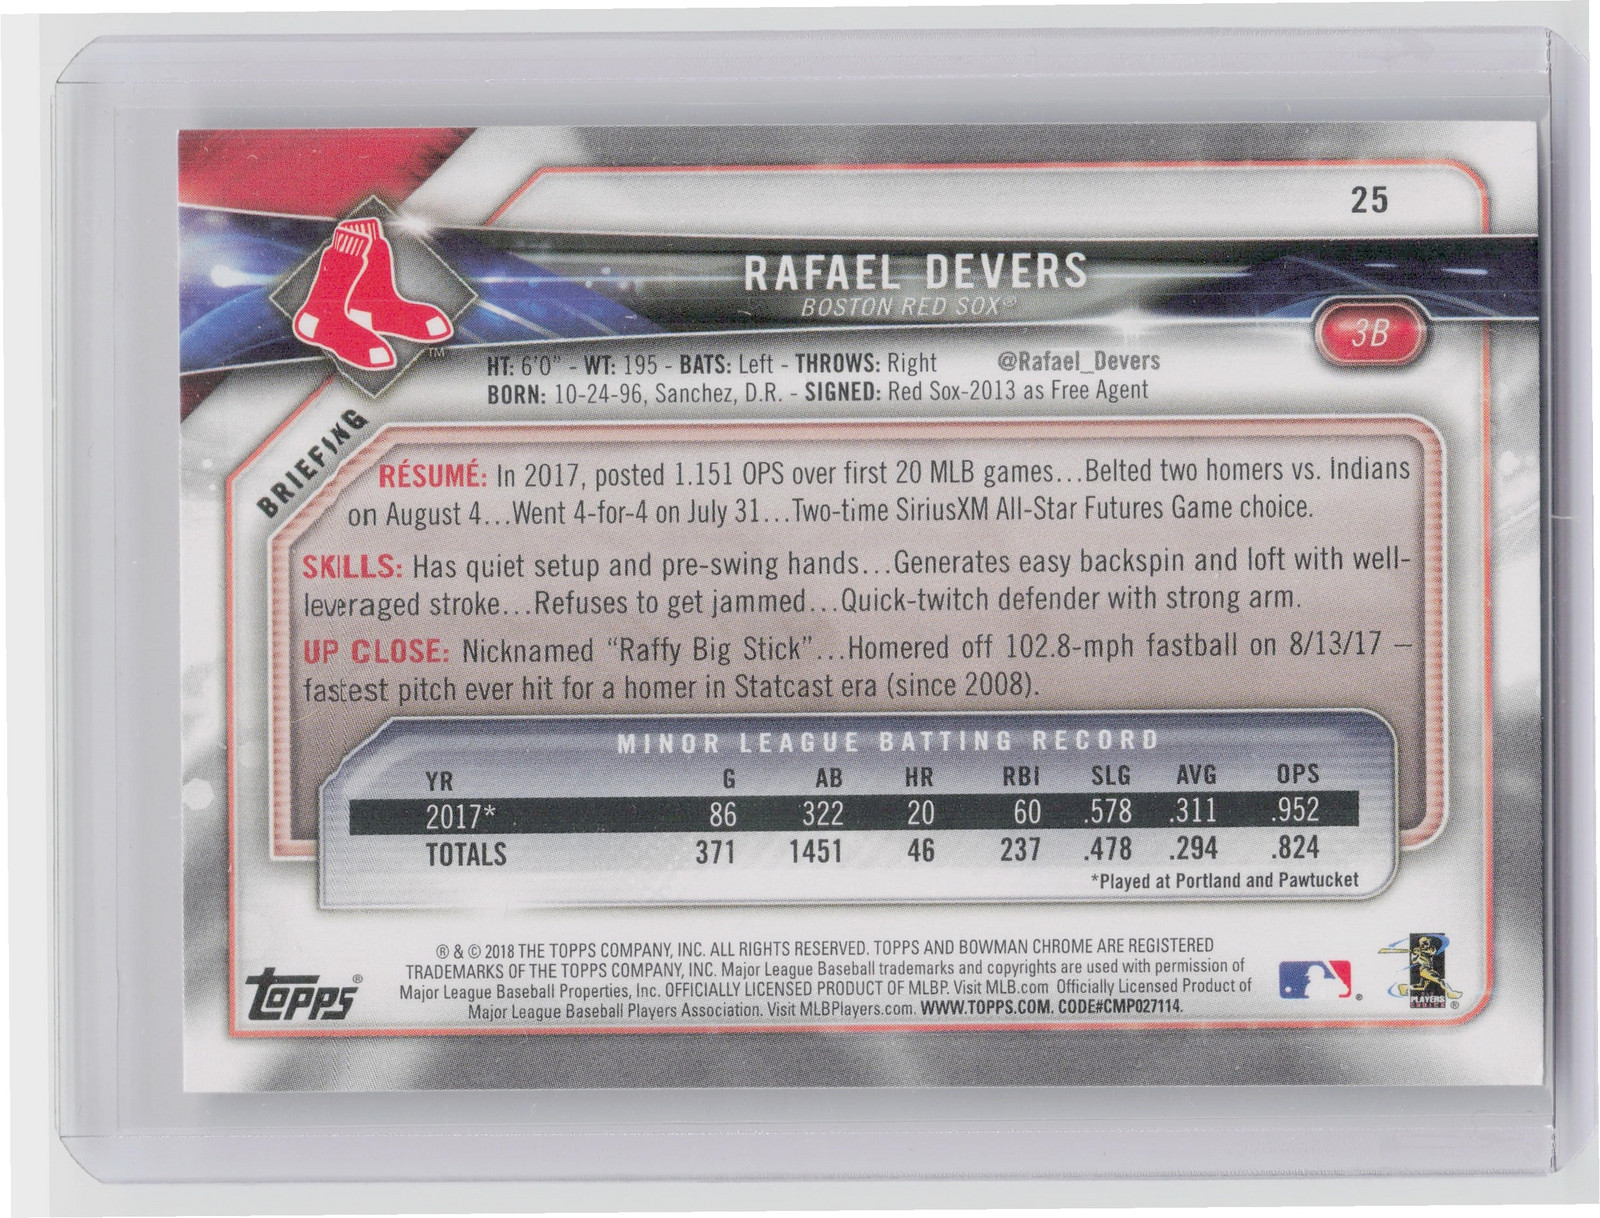 25
RAFAEL DEVERS
BOSTON RED SOX®
3B
TM
HT: 6'0" - WT: 195 - BATS: Left - THROWS: Right @Rafael_Devers
BORN: 10-24-96, Sanchez, D.R. - SIGNED: Red Sox-2013 as Free Agent
BRIEFING
RÉSUMÉ: In 2017, posted 1.151 OPS over first 20 MLB games...Belted two homers vs. Indians
on August 4...Went 4-for-4 on July 31...Two-time SiriusXM All-Star Futures Game choice.
SKILLS: Has quiet setup and pre-swing hands...Generates easy backspin and loft with well-
leveraged stroke...Refuses to get jammed...Quick-twitch defender with strong arm.
UP CLOSE: Nicknamed “Raffy Big Stick”...Homered off 102.8-mph fastball on 8/13/17 –
fastest pitch ever hit for a homer in Statcast era (since 2008).
MINOR LEAGUE BATTING RECORD
YR G AB HR RBI SLG AVG OPS
2017* 86 322 20 60 .578 .311 .952
TOTALS 371 1451 46 237 .478 .294 .824
*Played at Portland and Pawtucket
® & © 2018 THE TOPPS COMPANY, INC. ALL RIGHTS RESERVED. TOPPS AND BOWMAN CHROME ARE REGISTERED
TRADEMARKS OF THE TOPPS COMPANY, INC. Major League Baseball trademarks and copyrights are used with permission of
Major League Baseball Properties, Inc. OFFICIALLY LICENSED PRODUCT OF MLBP. Visit MLB.com Officially Licensed Product of
Major League Baseball Players Association. Visit MLBPlayers.com. WWW.TOPPS.COM. CODE#CMP027114.
TOPPS®
PLAYERS
CHOICE ®